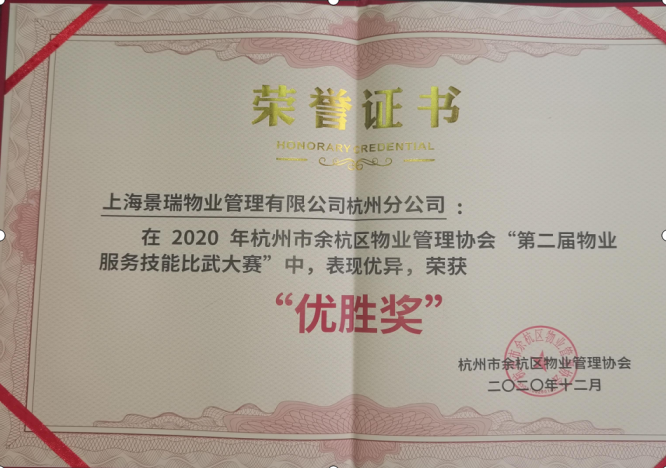 荣誉证书
HONORARY CREDENTIAL
上海景瑞物业管理有限公司杭州分公司：
在 2020 年杭州市余杭区物业管理协会“第二届物业
服务技能比武大赛”中，表现优异，荣获
“优胜奖”
杭州市余杭区物业管理协会
二〇二〇年十二月